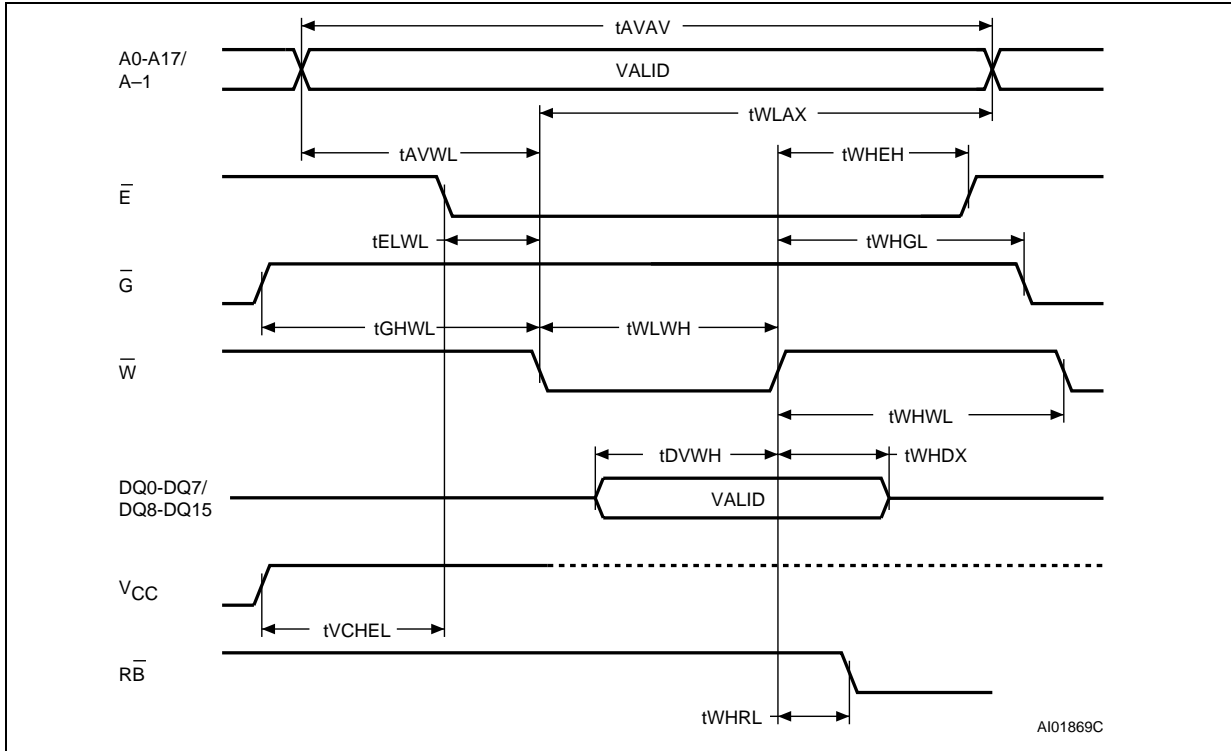 tAVAV
A0-A17/
A–1
VALID
tWLAX
tAVWL
tWHEH
E̅
tELWL
tWHGL
G̅
tGHWL
tWLWH
W̅
tWHWL
tDVWH
tWHDX
DQ0-DQ7/
DQ8-DQ15
VALID
VCC
tVCHEL
RB̅
tWHRL
AI01869C